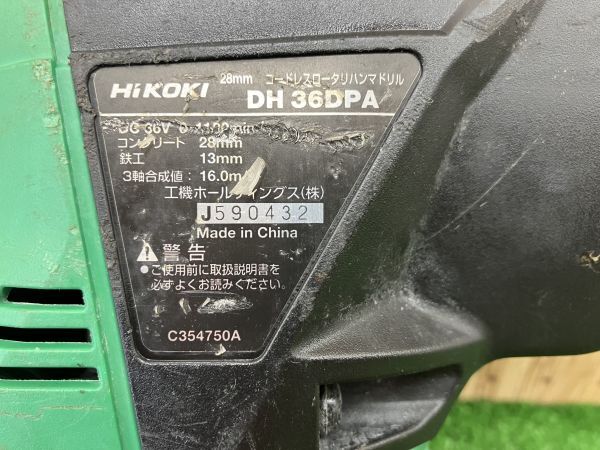 28mm コードレスロータリハンマドリル
HiKOKI DH 36DPA
DC 36V
コンクリート 28mm
鉄工 13mm
3軸合成値: 16.0m
工機ホールディングス(株)
J590432
Made in China
警告
●ご使用前に取扱説明書を
必ずよくお読みください。
C354750A